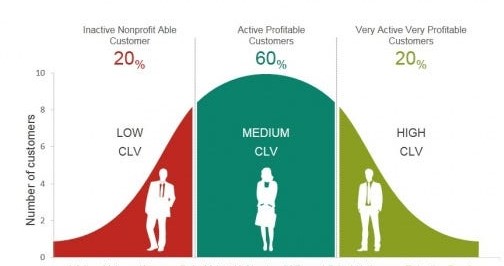 Inactive Nonprofit Able
Customer
20%
Active Profitable
Customers
60%
Very Active Very Profitable
Customers
20%
Number of customers
10
8
6
4
2
0
LOW
CLV
MEDIUM
CLV
HIGH
CLV